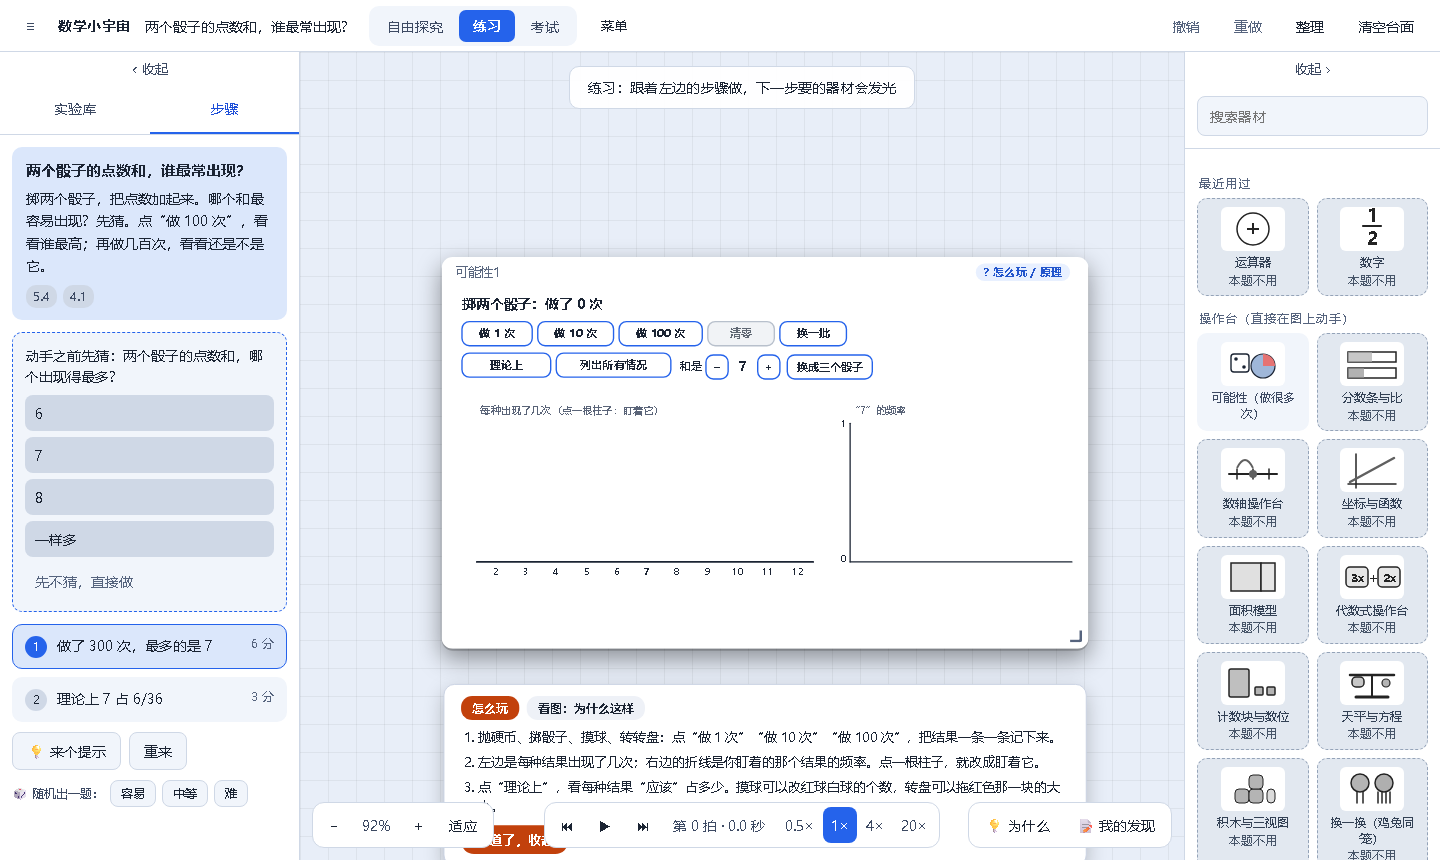 ☰ 数学小宇宙 两个骰子的点数和，谁最常出现？ 自由探究 练习 考试 菜单 撤销 重做 整理 清空台面
‹ 收起
实验库 步骤
两个骰子的点数和，谁最常出现？
掷两个骰子，把点数加起来。哪个和最
容易出现？先猜。点“做 100 次”，看
看谁最高；再做几百次，看看还是不是
它。
5.4 4.1
动手之前先猜：两个骰子的点数和，哪
个出现得最多？
6
7
8
一样多
先不猜，直接做
1 做了 300 次，最多的是 7 6 分
2 理论上 7 占 6/36 3 分
来个提示 重来
随机出一题： 容易 中等 难
练习：跟着左边的步骤做，下一步要的器材会发光
可能性1 ? 怎么玩 / 原理
掷两个骰子：做了 0 次
做 1 次 做 10 次 做 100 次 清零 换一批
理论上 列出所有情况 和是 − 7 + 换成三个骰子
每种出现了几次（点一根柱子：盯着它） “7” 的频率
1
0
2 3 4 5 6 7 8 9 10 11 12
怎么玩 看图：为什么这样
1. 抛硬币、掷骰子、摸球、转转盘：点“做 1 次”“做 10 次”“做 100 次”，把结果一条一条记下来。
2. 左边是每种结果出现了几次；右边的折线是你盯着的那个结果的频率。点一根柱子，就改成盯着它。
3. 点“理论上”，看每种结果“应该”占多少。摸球可以改红球白球的个数，转盘可以拖红色那一块的大
道了，收起
− 92% + 适应 ⏮ ▶ ⏭ 第 0 拍 · 0.0 秒 0.5× 1× 4× 20× 为什么 我的发现
收起 ›
搜索器材
最近用过
运算器 本题不用
1
2
数字 本题不用
操作台（直接在图上动手）
可能性（做很多
次）
分数条与比
本题不用
数轴操作台
本题不用
坐标与函数
本题不用
面积模型
本题不用
3x + 2x
代数式操作台
本题不用
计数块与数位
本题不用
天平与方程
本题不用
积木与三视图
本题不用
换一换（鸡兔同
笼）
本题不用